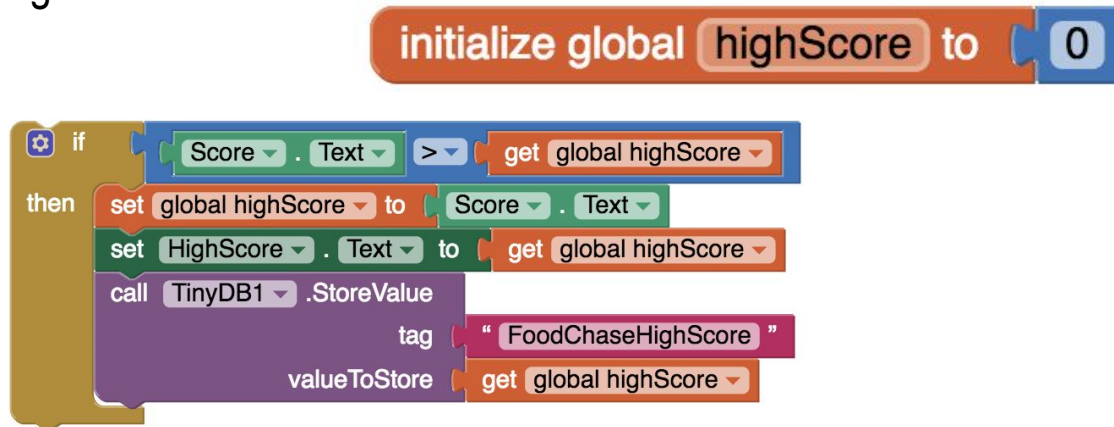 initialize global highScore to 0
if Score . Text > get global highScore
then set global highScore to Score . Text
set HighScore . Text to get global highScore
call TinyDB1 .StoreValue
tag " FoodChaseHighScore "
valueToStore get global highScore